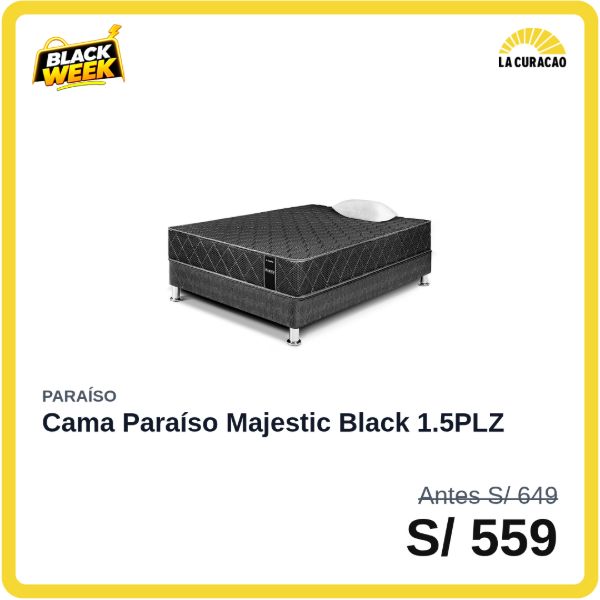 BLACK
WEEK
LA CURACAO
PARAÍSO
Cama Paraíso Majestic Black 1.5PLZ
Antes S/ 649
S/ 559